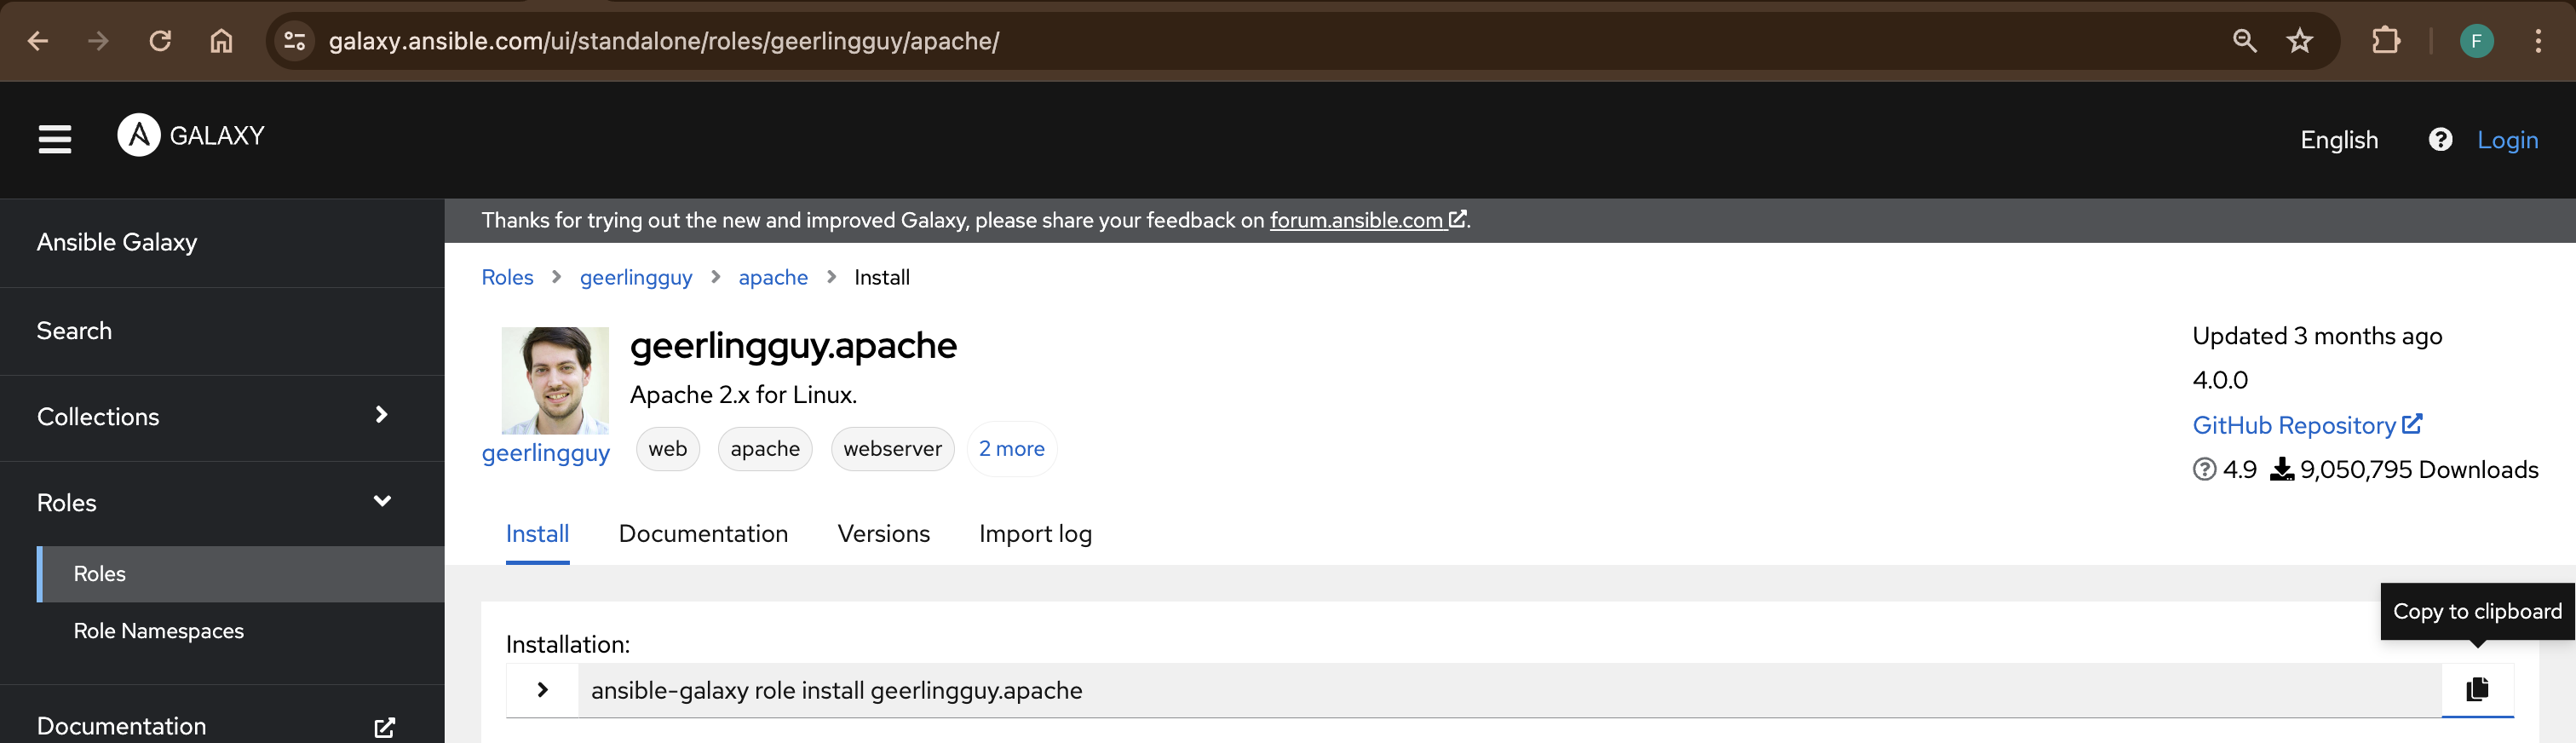 galaxy.ansible.com/ui/standalone/roles/geerlingguy/apache/
F
GALAXY
English
Login
Ansible Galaxy
Search
Collections
Roles
Roles
Role Namespaces
Documentation
Thanks for trying out the new and improved Galaxy, please share your feedback on forum.ansible.com.
Roles > geerlingguy > apache > Install
geerlingguy
geerlingguy.apache
Apache 2.x for Linux.
web apache webserver 2 more
Updated 3 months ago
4.0.0
GitHub Repository
4.9 9,050,795 Downloads
Install Documentation Versions Import log
Copy to clipboard
Installation:
ansible-galaxy role install geerlingguy.apache